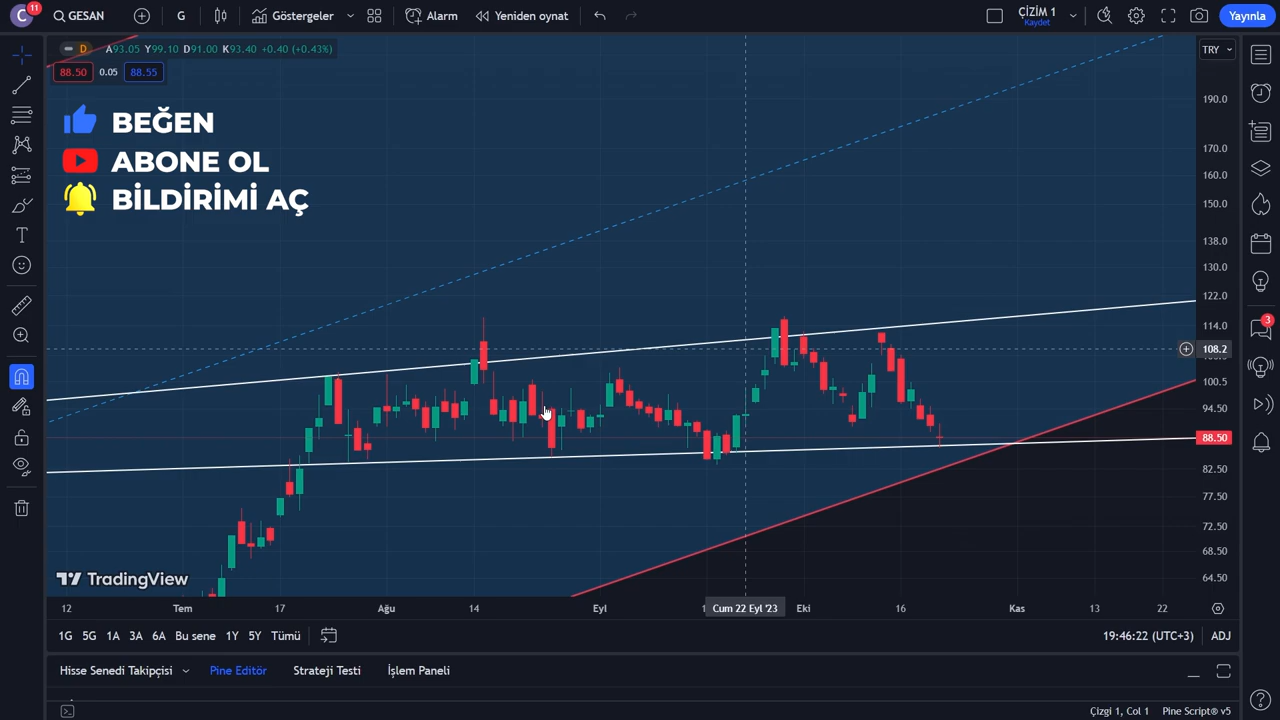 C
11
GESAN
G
Göstergeler
Alarm
Yeniden oynat
ÇİZİM 1
Kaydet
Yayınla
D
A93.05 Y99.10 D91.00 K93.40 +0.40 (+0.43%)
TRY
88.50 0.05 88.55
BEĞEN
ABONE OL
BİLDİRİMİ AÇ
190.0
170.0
160.0
150.0
138.0
130.0
122.0
114.0
108.2
100.5
94.50
88.50
82.50
77.50
72.50
68.50
64.50
3
TradingView
12 Tem 17 Ağu 14 Eyl Cum 22 Eyl '23 Eki 16 Kas 13 22
1G 5G 1A 3A 6A Bu sene 1Y 5Y Tümü
19:46:22 (UTC+3) ADJ
Hisse Senedi Takipçisi Pine Editör Strateji Testi İşlem Paneli
Çizgi 1, Col 1 Pine Script® v5